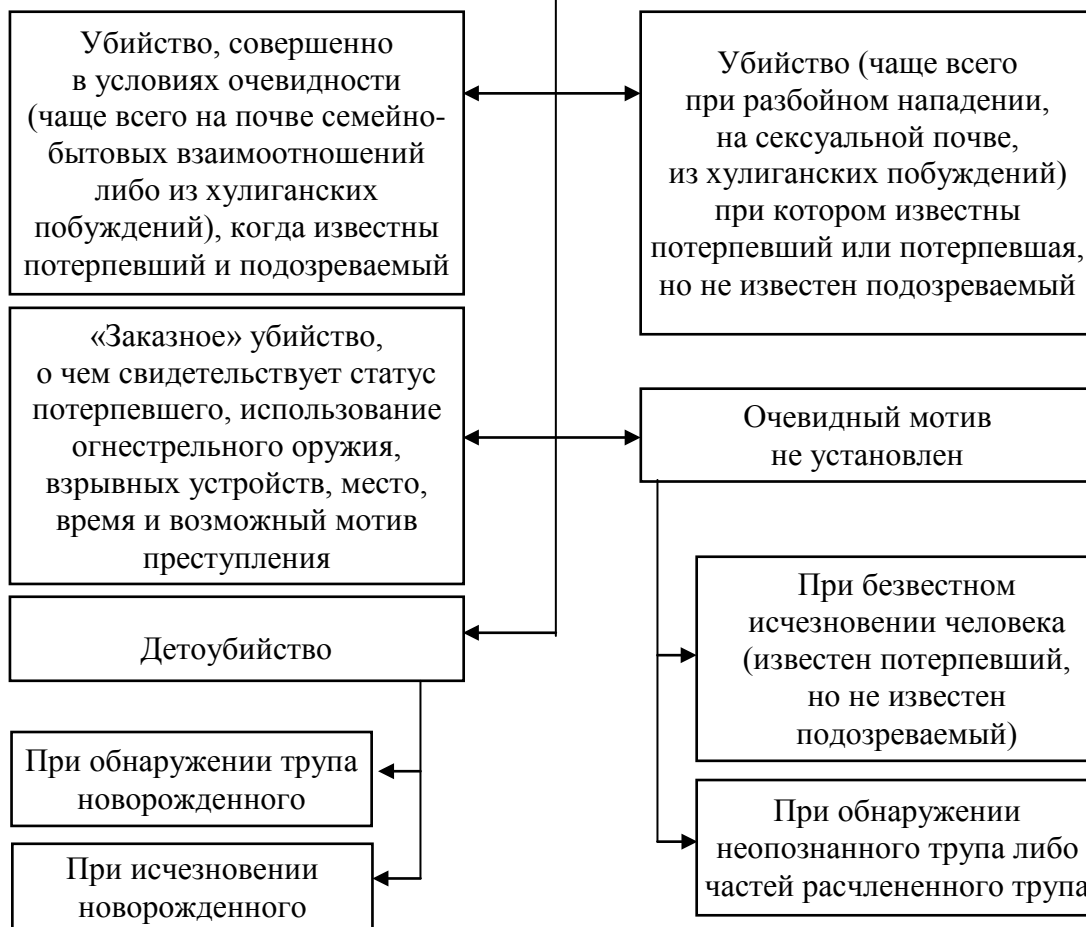 Убийство, совершенно
в условиях очевидности
(чаще всего на почве семейно-
бытовых взаимоотношений
либо из хулиганских
побуждений), когда известны
потерпевший и подозреваемый
Убийство (чаще всего
при разбойном нападении,
на сексуальной почве,
из хулиганских побуждений)
при котором известны
потерпевший или потерпевшая,
но не известен подозреваемый
«Заказное» убийство,
о чем свидетельствует статус
потерпевшего, использование
огнестрельного оружия,
взрывных устройств, место,
время и возможный мотив
преступления
Очевидный мотив
не установлен
При безвестном
исчезновении человека
(известен потерпевший,
но не известен
подозреваемый)
При обнаружении
неопознанного трупа либо
частей расчлененного трупа
Детоубийство
При обнаружении трупа
новорожденного
При исчезновении
новорожденного